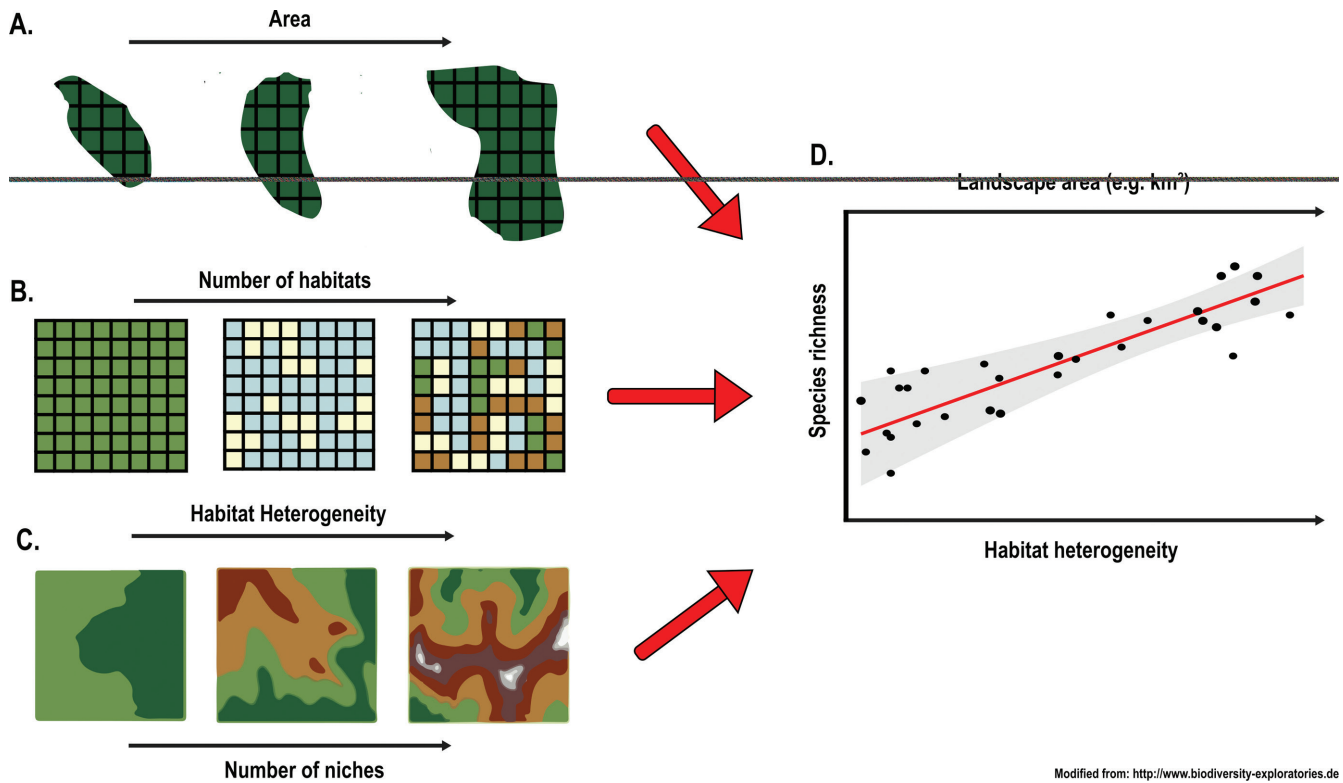 A.
Area
D.
Landscape area (e.g. km²)
B.
Number of habitats
Species richness
Habitat Heterogeneity
C.
Habitat heterogeneity
Number of niches
Modified from: http://www.biodiversity-exploratories.de